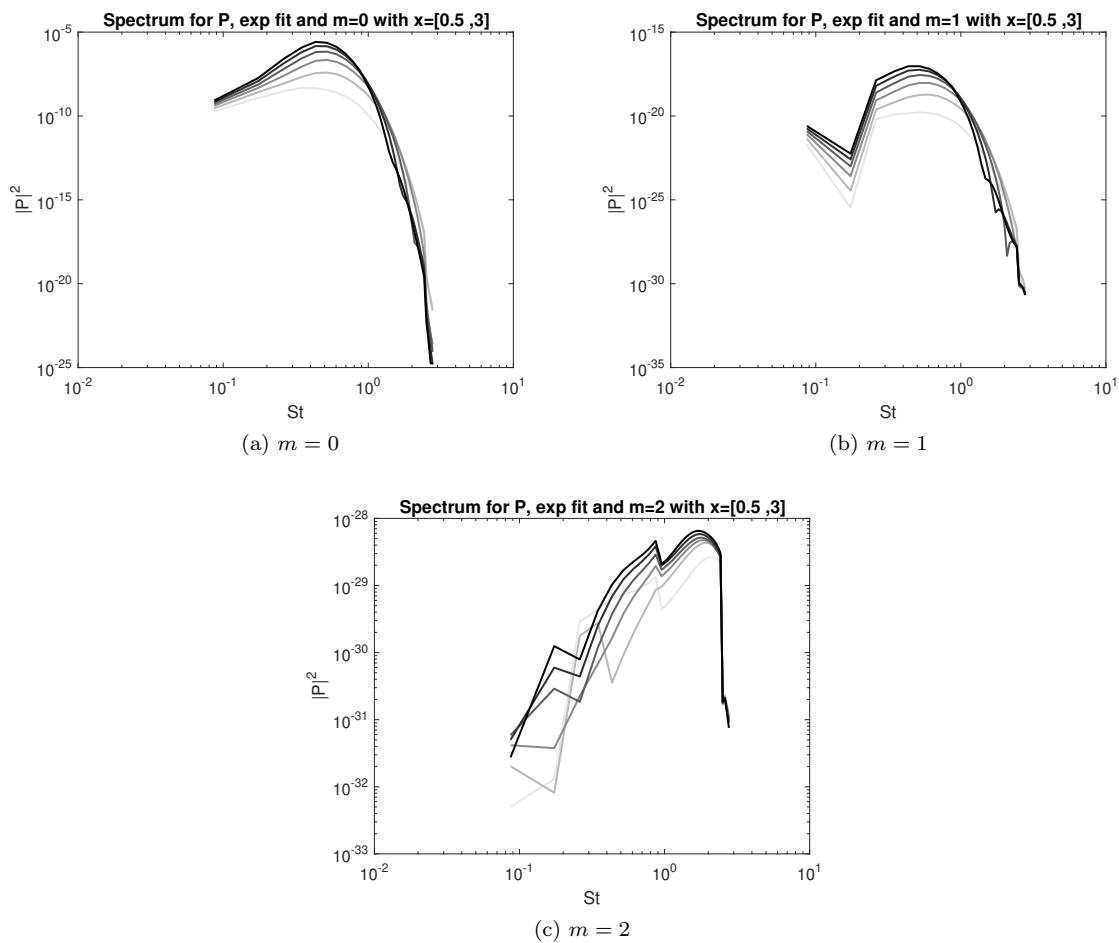 Spectrum for P, exp fit and m=0 with x=[0.5 ,3]
10^-5
10^-10
10^-15
10^-20
10^-25
|P|^2
10^-2
10^-1
10^0
10^1
St
(a) m = 0
Spectrum for P, exp fit and m=1 with x=[0.5 ,3]
10^-15
10^-20
10^-25
10^-30
10^-35
|P|^2
10^-2
10^-1
10^0
10^1
St
(b) m = 1
Spectrum for P, exp fit and m=2 with x=[0.5 ,3]
10^-28
10^-29
10^-30
10^-31
10^-32
10^-33
|P|^2
10^-2
10^-1
10^0
10^1
St
(c) m = 2